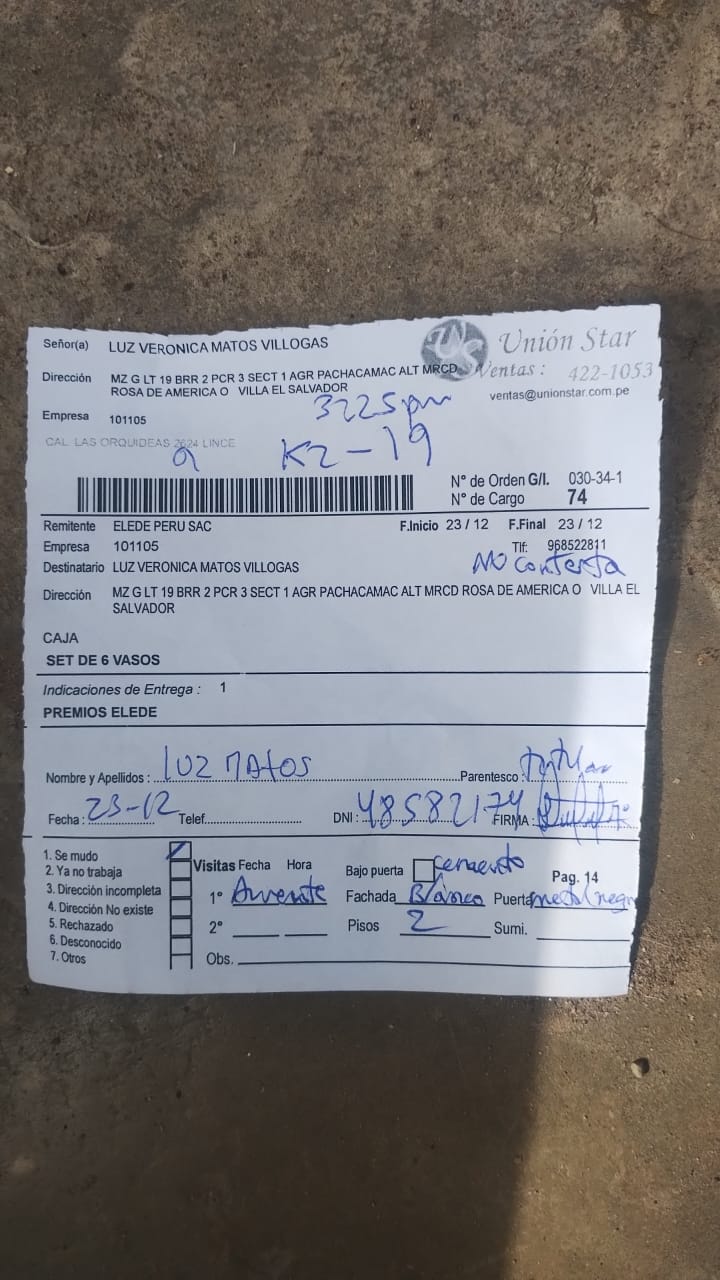 Señor(a) LUZ VERONICA MATOS VILLOGAS
Unión Star
Dirección MZ G LT 19 BRR 2 PCR 3 SECT 1 AGR PACHACAMAC ALT MRCD
Ventas: 422-1053
ROSA DE AMERICA O VILLA EL SALVADOR
ventas@unionstar.com.pe
Empresa 101105
CAL. LAS ORQUIDEAS 2624 LINCE
K2-19
N° de Orden G/I. 030-34-1
N° de Cargo 74
Remitente ELEDE PERU SAC F.Inicio 23 / 12 F.Final 23 / 12
Empresa 101105 Tlf: 968522811
Destinatario LUZ VERONICA MATOS VILLOGAS NO Contesta
Dirección MZ G LT 19 BRR 2 PCR 3 SECT 1 AGR PACHACAMAC ALT MRCD ROSA DE AMERICA O VILLA EL
SALVADOR
CAJA
SET DE 6 VASOS
Indicaciones de Entrega : 1
PREMIOS ELEDE
Nombre y Apellidos : LUZ MATOS Parentesco :
Fecha : 23-12 Telef. DNI : 48582174 FIRMA :
1. Se mudo
2. Ya no trabaja
3. Dirección incompleta
4. Dirección No existe
5. Rechazado
6. Desconocido
7. Otros
Visitas Fecha Hora Bajo puerta Pag. 14
1° Fachada Blanco Puerta metal negro
2° Pisos 2 Sumi.
Obs.